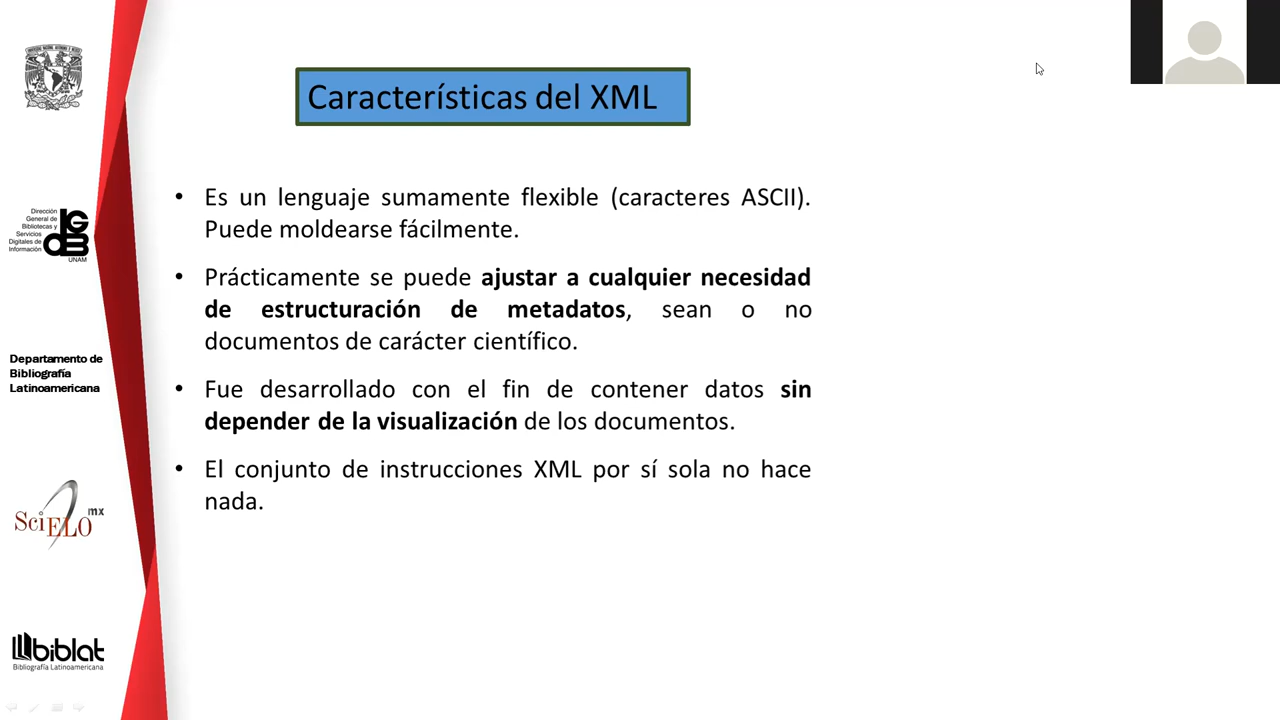 Características del XML
• Es un lenguaje sumamente flexible (caracteres ASCII).
Puede moldearse fácilmente.
• Prácticamente se puede ajustar a cualquier necesidad
de estructuración de metadatos, sean o no
documentos de carácter científico.
• Fue desarrollado con el fin de contener datos sin
depender de la visualización de los documentos.
• El conjunto de instrucciones XML por sí sola no hace
nada.
Dirección
General de
Bibliotecas y
Servicios
Digitales de
Información
DGB
UNAM
Departamento de
Bibliografía
Latinoamericana
SciELO mx
biblat
Bibliografía Latinoamericana